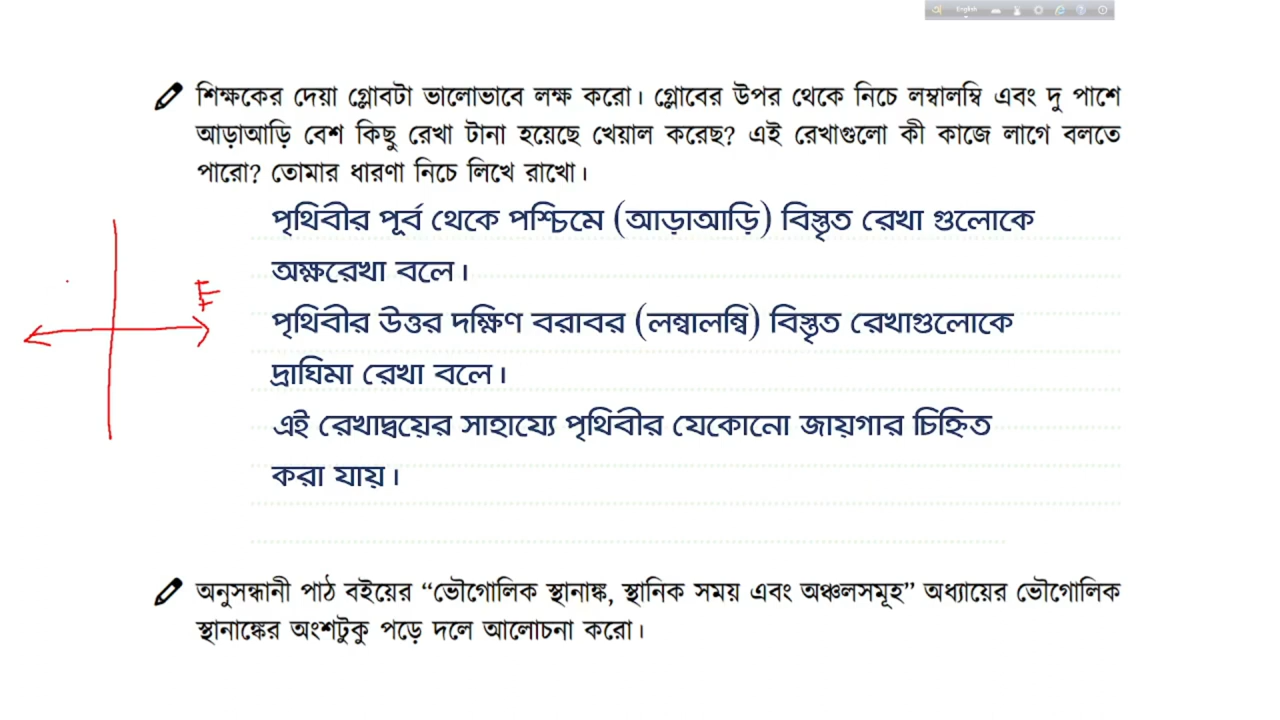 English
শিক্ষকের দেয়া গ্লোবটা ভালোভাবে লক্ষ করো। গ্লোবের উপর থেকে নিচে লম্বালম্বি এবং দু পাশে
আড়াআড়ি বেশ কিছু রেখা টানা হয়েছে খেয়াল করেছ? এই রেখাগুলো কী কাজে লাগে বলতে
পারো? তোমার ধারণা নিচে লিখে রাখো।
পৃথিবীর পূর্ব থেকে পশ্চিমে (আড়াআড়ি) বিস্তৃত রেখা গুলোকে
অক্ষরেখা বলে।
E
পৃথিবীর উত্তর দক্ষিণ বরাবর (লম্বালম্বি) বিস্তৃত রেখাগুলোকে
দ্রাঘিমা রেখা বলে।
এই রেখাদ্বয়ের সাহায্যে পৃথিবীর যেকোনো জায়গার চিহ্নিত
করা যায়।
অনুসন্ধানী পাঠ বইয়ের “ভৌগোলিক স্থানাঙ্ক, স্থানিক সময় এবং অঞ্চলসমূহ” অধ্যায়ের ভৌগোলিক
স্থানাঙ্কের অংশটুকু পড়ে দলে আলোচনা করো।